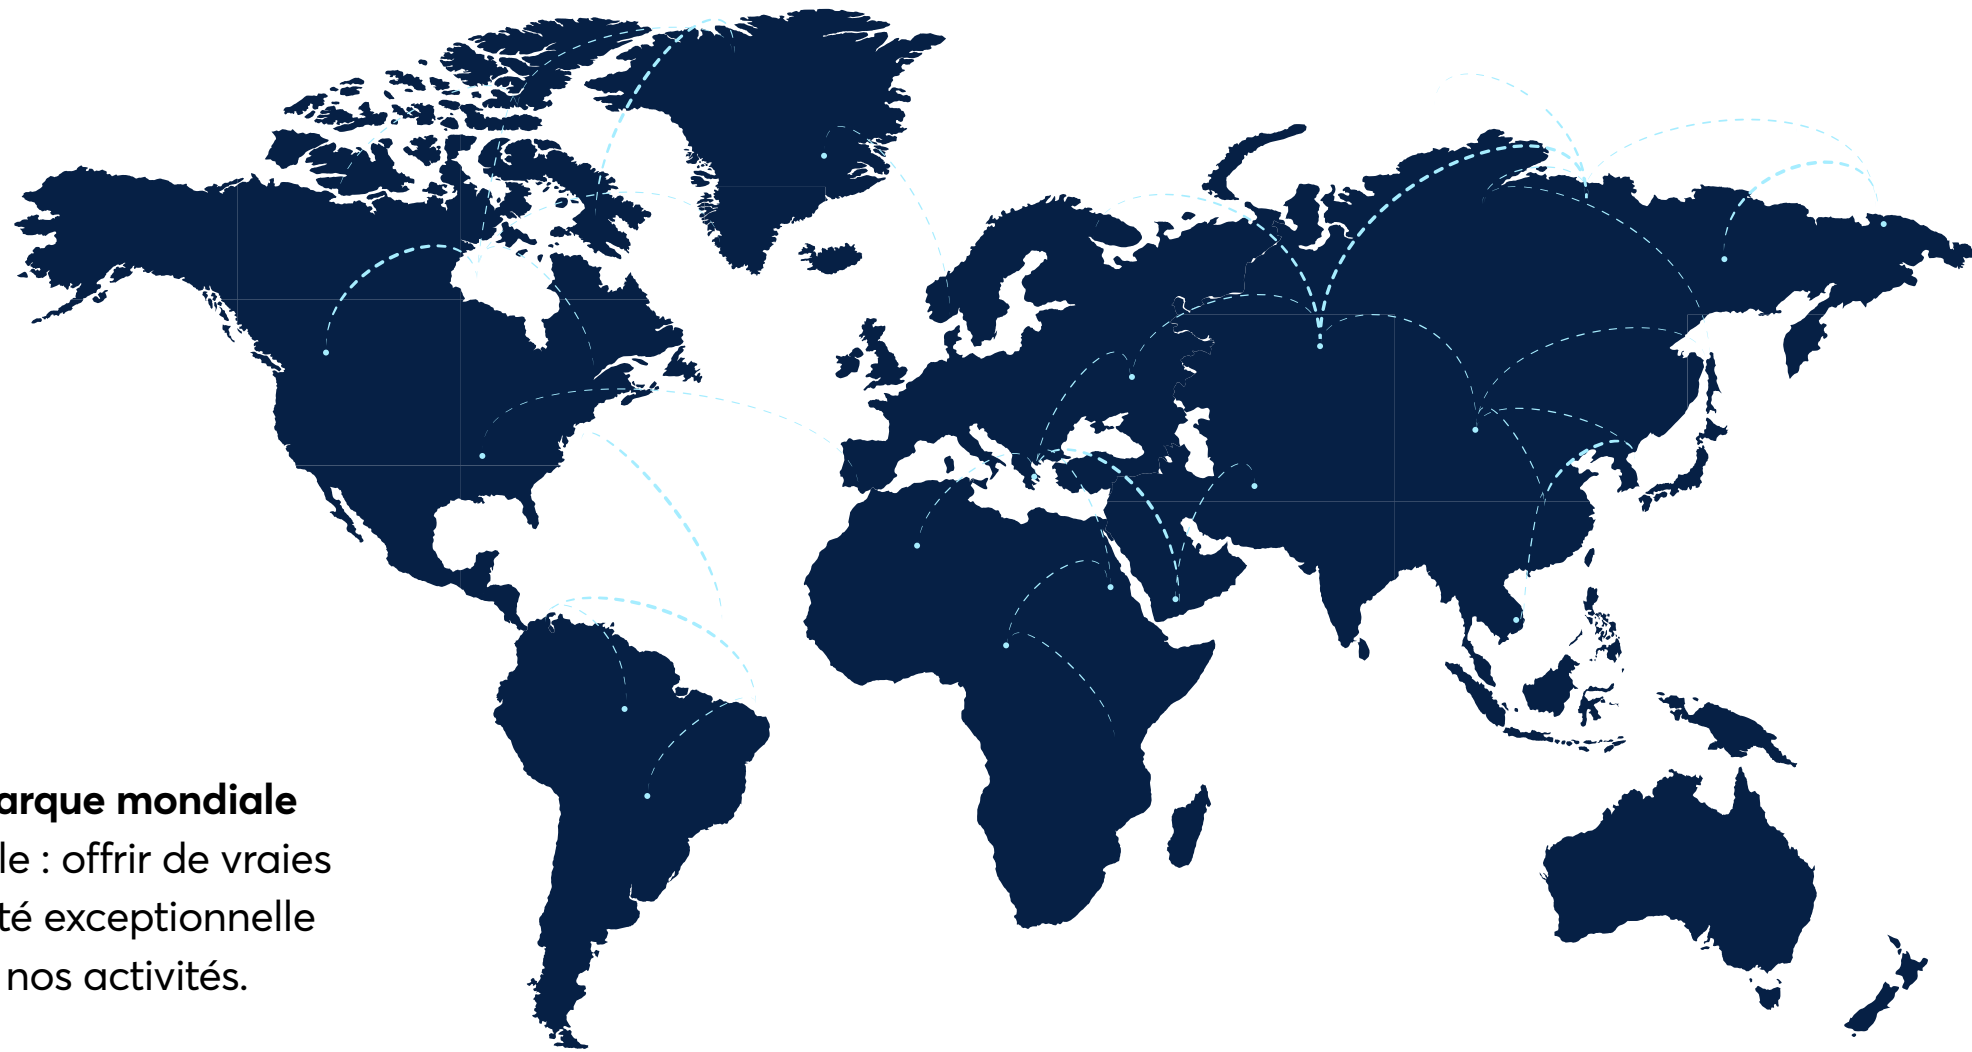 arque mondiale
le : offrir de vraies
té exceptionnelle
nos activités.